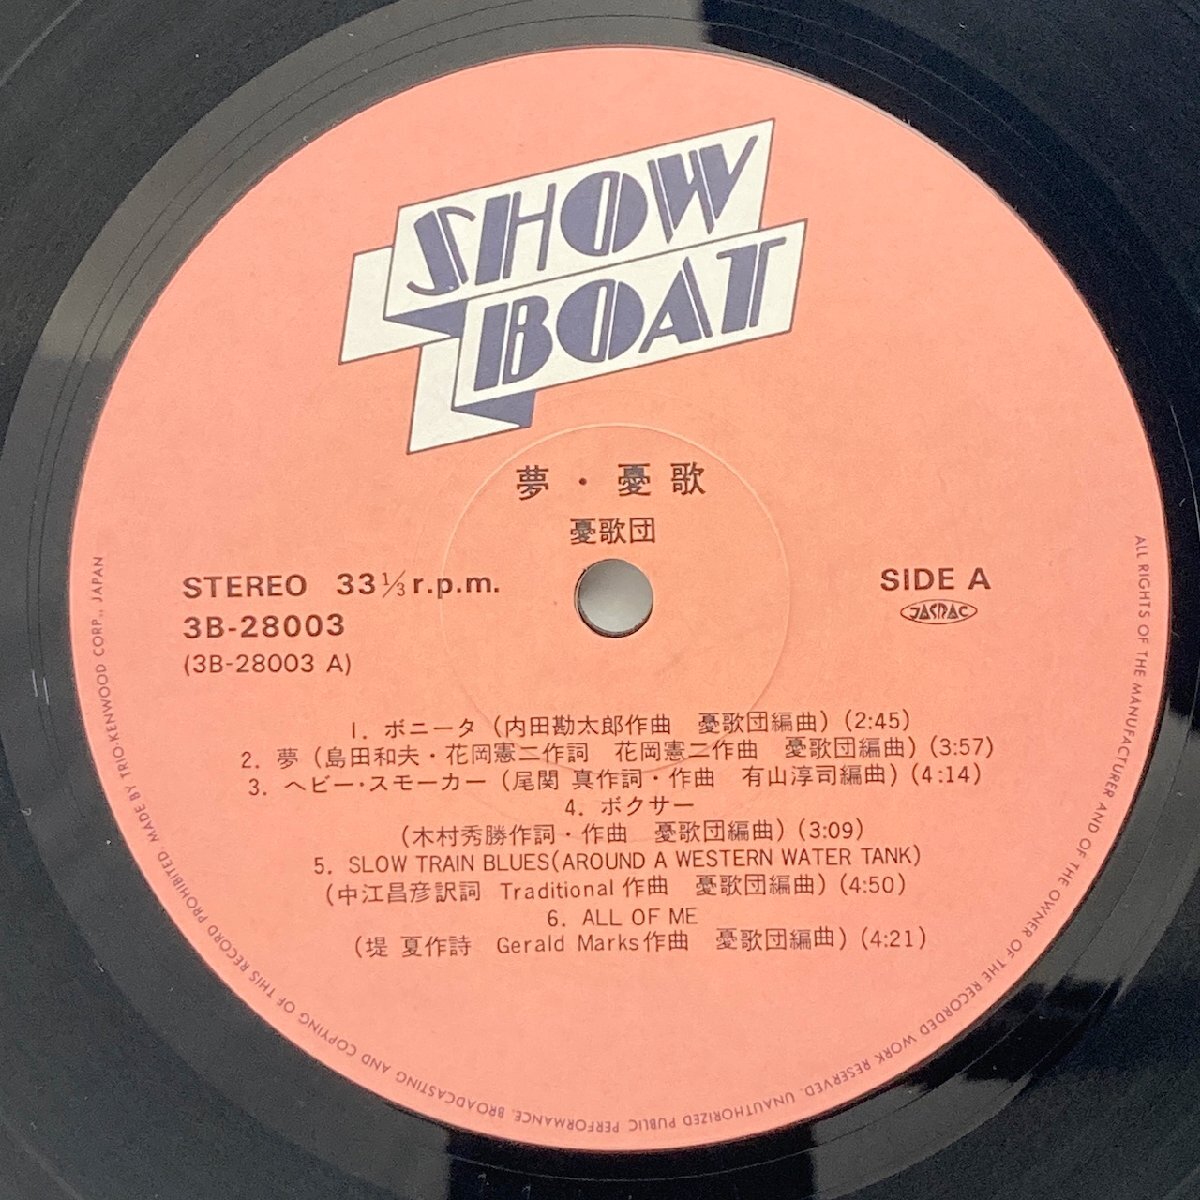 SHOW
BOAT
夢・憂歌
憂歌団
STEREO 33 1/3 r.p.m.
SIDE A
3B-28003
JASRAC
(3B-28003 A)
1. ボニータ (内田勘太郎作曲 憂歌団編曲) (2:45)
2. 夢 (島田和夫・花岡憲二作詞 花岡憲二作曲 憂歌団編曲) (3:57)
3. ヘビー・スモーカー (尾関 真作詞・作曲 有山淳司編曲) (4:14)
4. ボクサー
(木村秀勝作詞・作曲 憂歌団編曲) (3:09)
5. SLOW TRAIN BLUES (AROUND A WESTERN WATER TANK)
(中江昌彦訳詞 Traditional 作曲 憂歌団編曲) (4:50)
6. ALL OF ME
(堤 夏作詩 Gerald Marks作曲 憂歌団編曲) (4:21)
ALL RIGHTS OF THE MANUFACTURER AND OF THE OWNER OF THE RECORDED WORK RESERVED. UNAUTHORIZED PUBLIC PERFORMANCE, BROADCASTING AND COPYING OF THIS RECORD PROHIBITED MADE BY TRIO-KENWOOD CORP., JAPAN